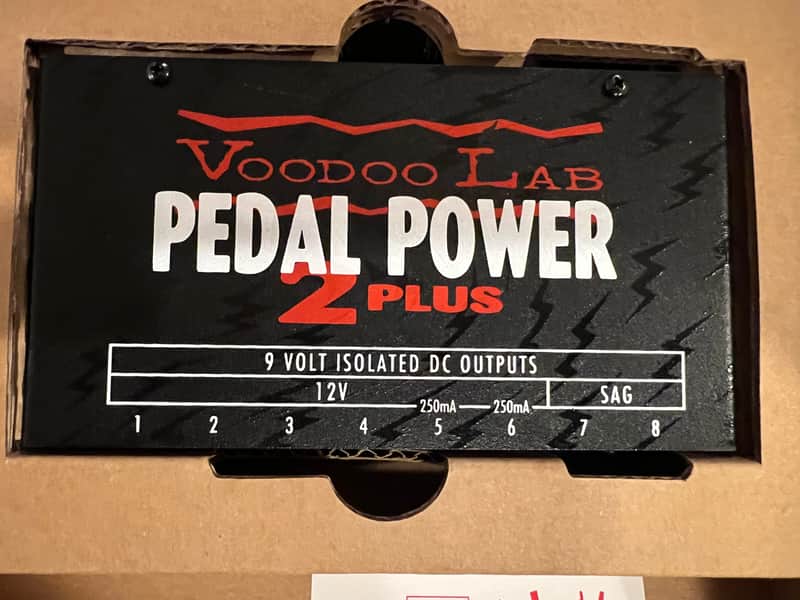 VOODOO LAB
PEDAL POWER
2 PLUS
9 VOLT ISOLATED DC OUTPUTS
12V SAG
250mA 250mA
1 2 3 4 5 6 7 8